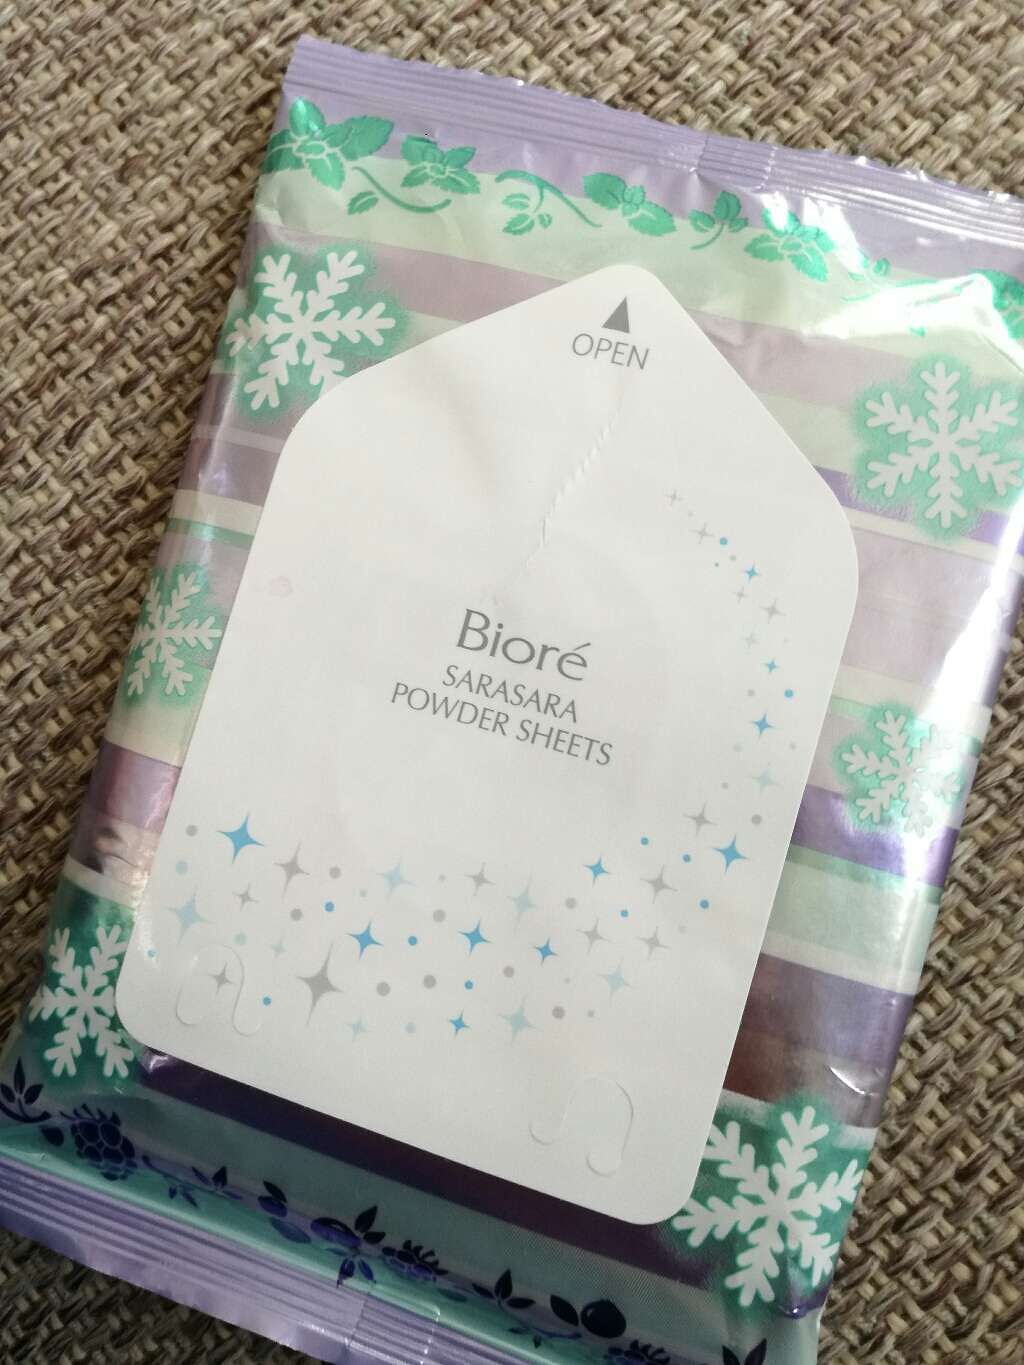 OPEN
Bioré
SARASARA
POWDER SHEETS